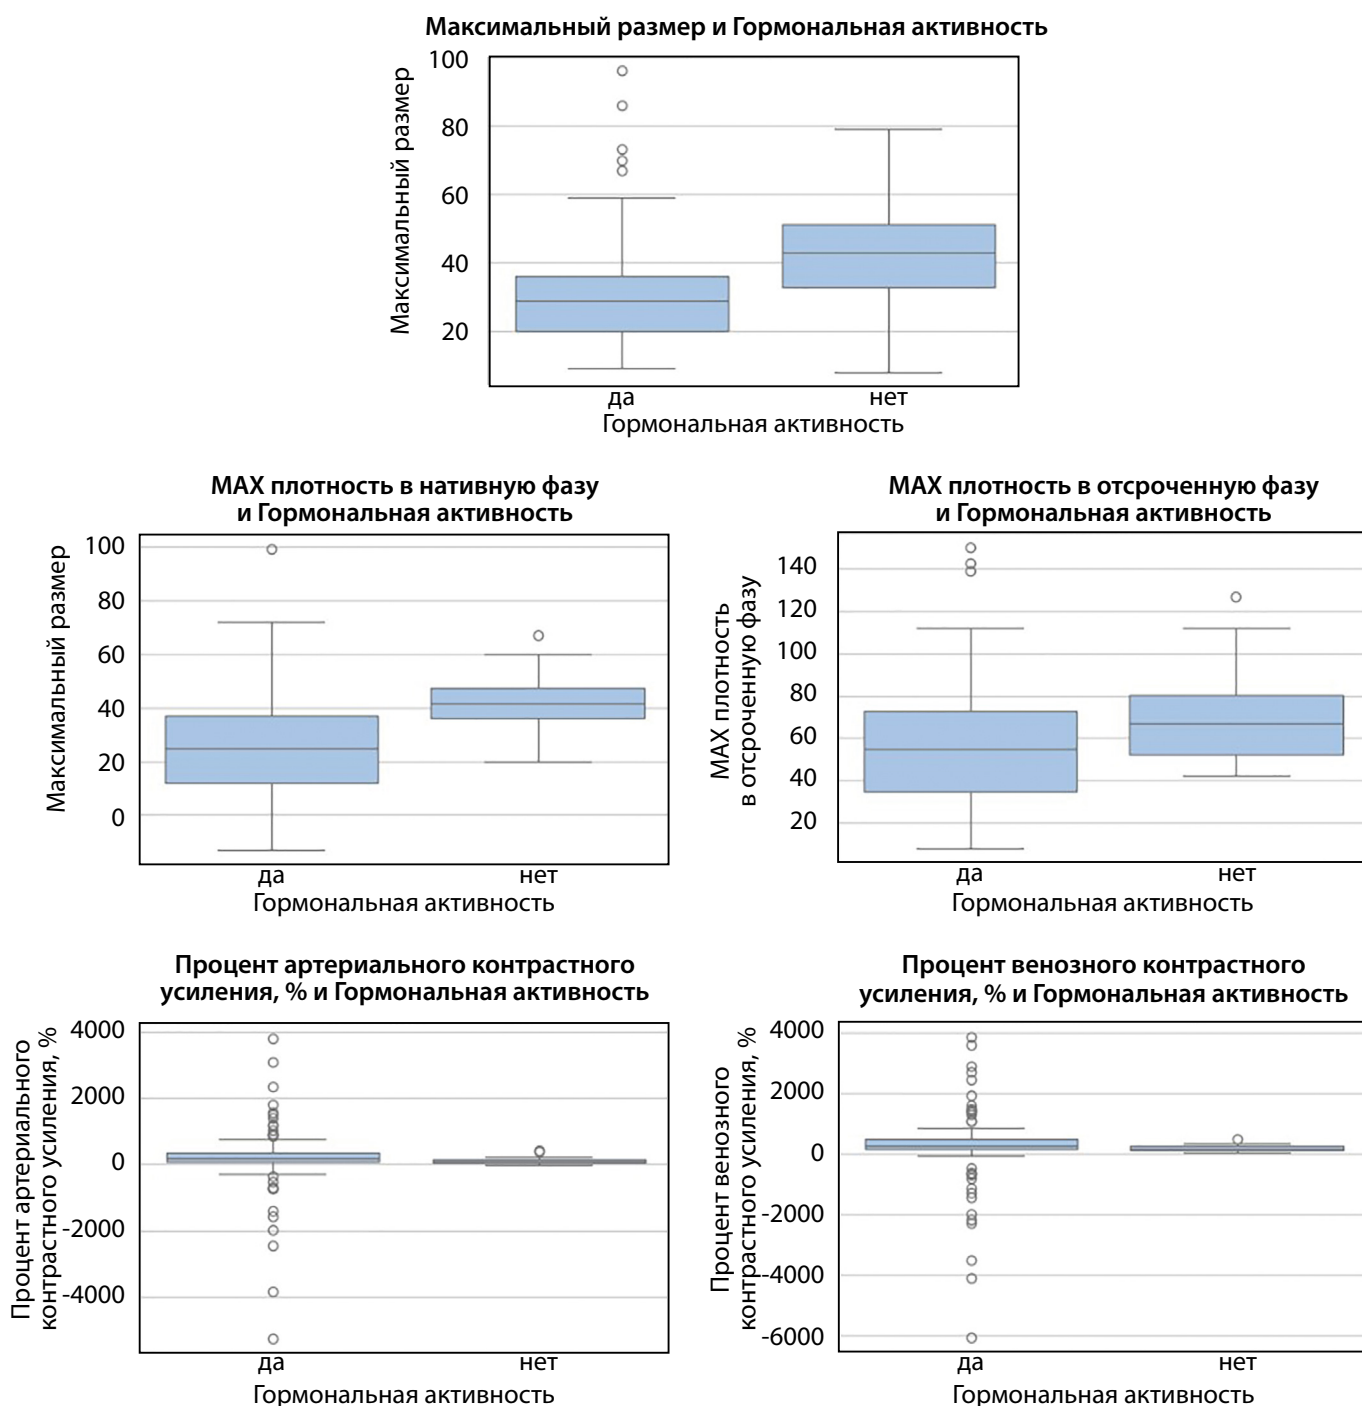 Максимальный размер и Гормональная активность
Максимальный размер
100
80
60
40
20
да
нет
Гормональная активность
MAX плотность в нативную фазу
и Гормональная активность
Максимальный размер
100
80
60
40
20
0
да
нет
Гормональная активность
MAX плотность в отсроченную фазу
и Гормональная активность
MAX плотность
в отсроченную фазу
140
120
100
80
60
40
20
да
нет
Гормональная активность
Процент артериального контрастного
усиления, % и Гормональная активность
Процент артериального
контрастного усиления, %
4000
2000
0
-2000
-4000
да
нет
Гормональная активность
Процент венозного контрастного
усиления, % и Гормональная активность
Процент венозного
контрастного усиления, %
4000
2000
0
-2000
-4000
-6000
да
нет
Гормональная активность